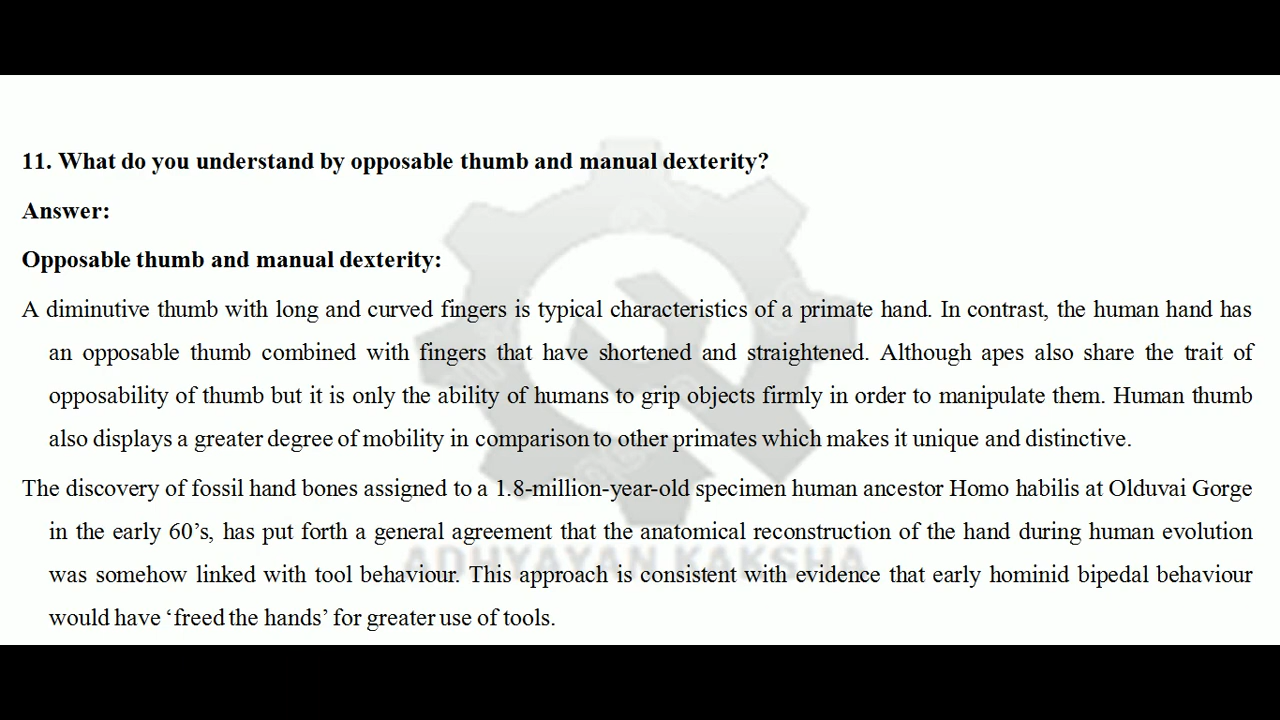 11. What do you understand by opposable thumb and manual dexterity?
Answer:
Opposable thumb and manual dexterity:
A diminutive thumb with long and curved fingers is typical characteristics of a primate hand. In contrast, the human hand has
an opposable thumb combined with fingers that have shortened and straightened. Although apes also share the trait of
opposability of thumb but it is only the ability of humans to grip objects firmly in order to manipulate them. Human thumb
also displays a greater degree of mobility in comparison to other primates which makes it unique and distinctive.
The discovery of fossil hand bones assigned to a 1.8-million-year-old specimen human ancestor Homo habilis at Olduvai Gorge
in the early 60’s, has put forth a general agreement that the anatomical reconstruction of the hand during human evolution
ADHYAYAN KAKSHA
was somehow linked with tool behaviour. This approach is consistent with evidence that early hominid bipedal behaviour
would have ‘freed the hands’ for greater use of tools.